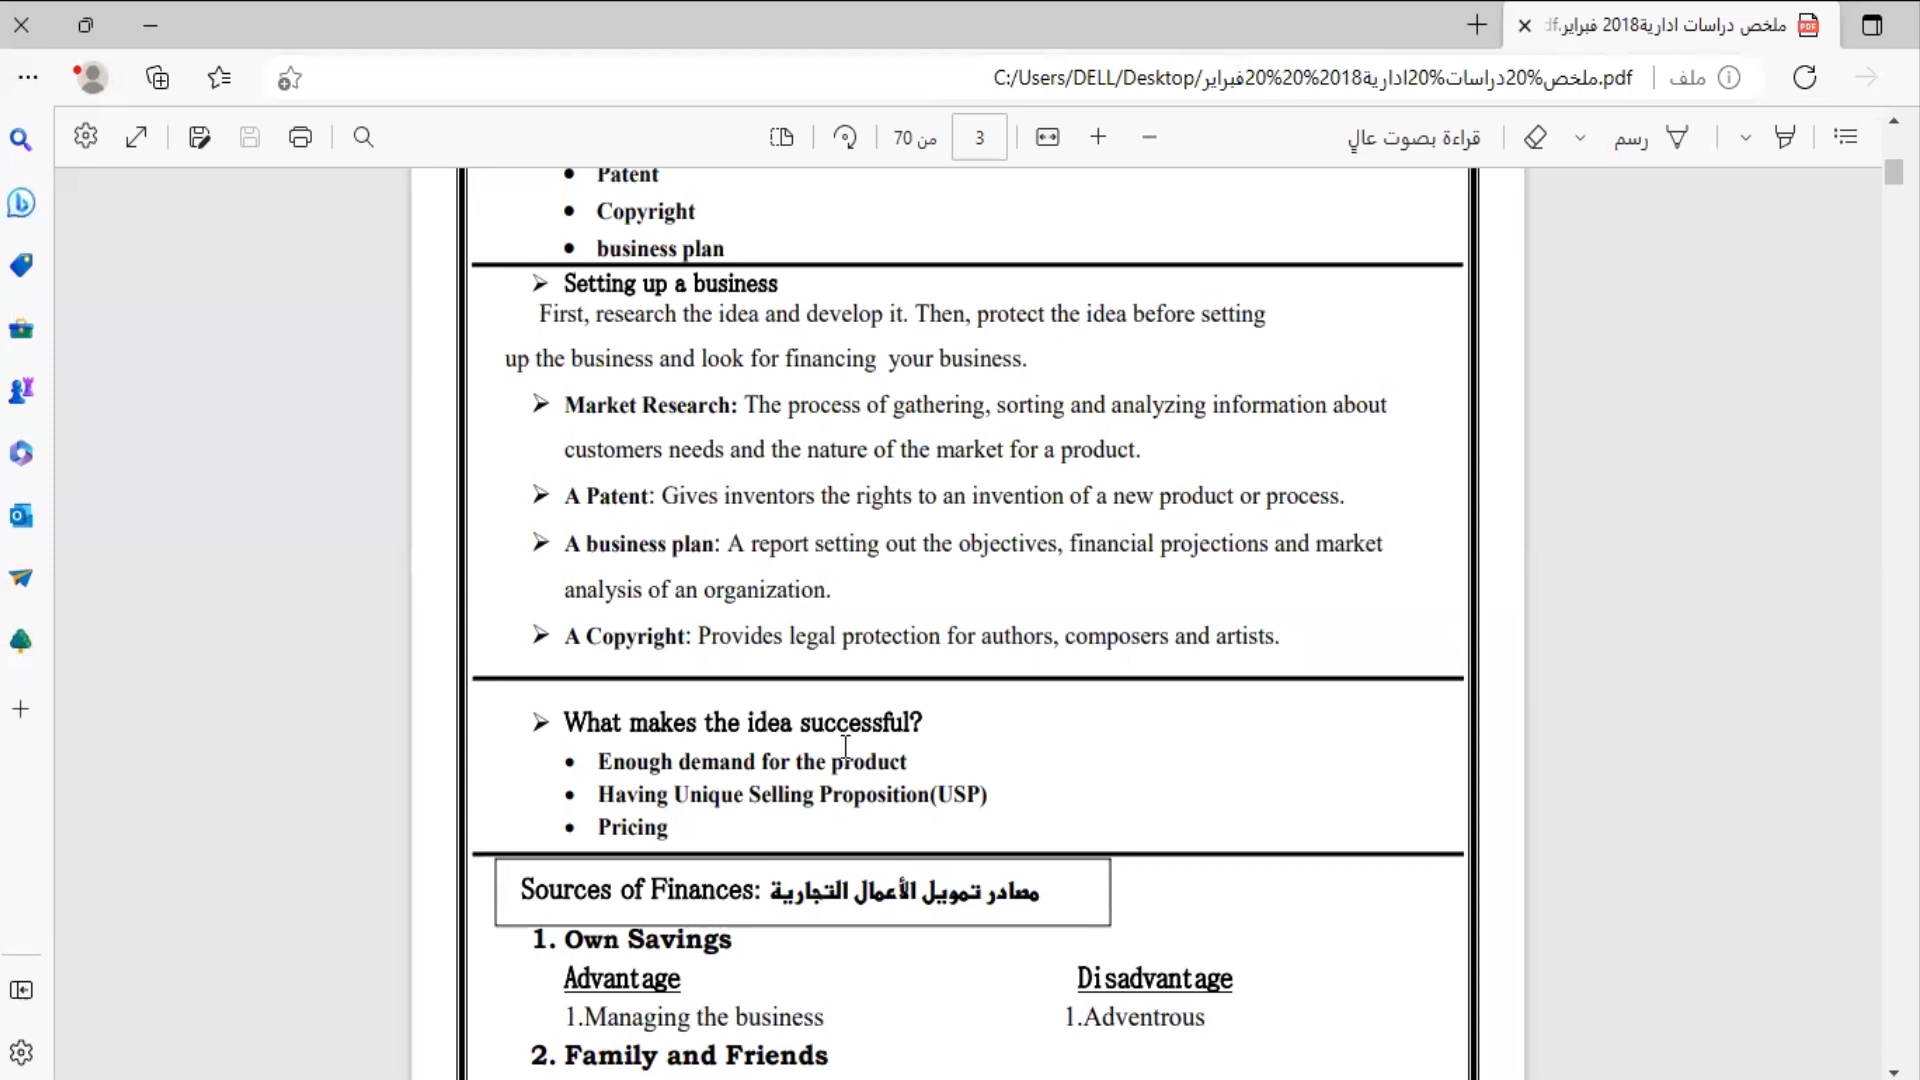 ملخص دراسات ادارية2018 فبراير.df
ملف
C:/Users/DELL/Desktop/ملخص%20دراسات%20ادارية2018%20%20فبراير.pdf
قراءة بصوت عالٍ
رسم
3
من 70
• Patent
• Copyright
• business plan
➢ Setting up a business
First, research the idea and develop it. Then, protect the idea before setting
up the business and look for financing your business.
➢ Market Research: The process of gathering, sorting and analyzing information about
customers needs and the nature of the market for a product.
➢ A Patent: Gives inventors the rights to an invention of a new product or process.
➢ A business plan: A report setting out the objectives, financial projections and market
analysis of an organization.
➢ A Copyright: Provides legal protection for authors, composers and artists.
➢ What makes the idea successful?
• Enough demand for the product
• Having Unique Selling Proposition(USP)
• Pricing
Sources of Finances: مصادر تمويل الأعمال التجارية
1. Own Savings
Advantage Disadvantage
1.Managing the business 1.Adventrous
2. Family and Friends